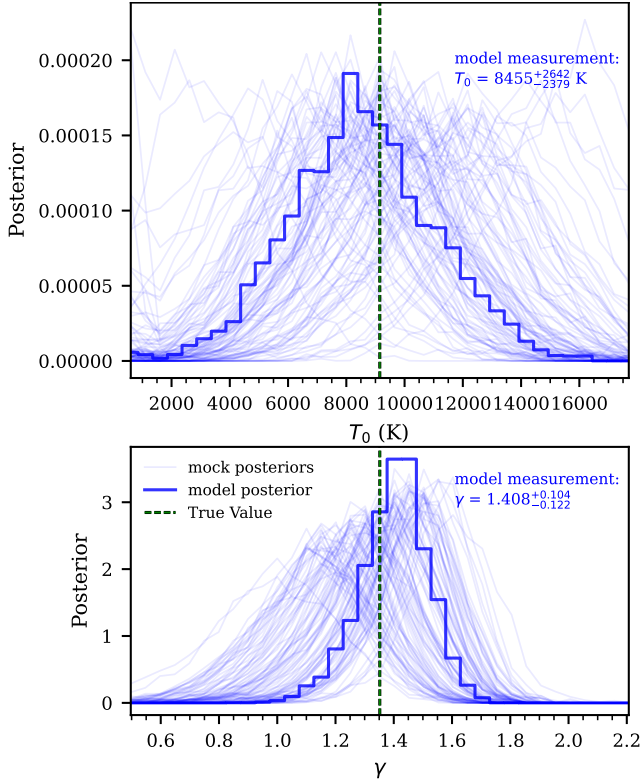 0.00020
0.00015
0.00010
0.00005
0.00000
Posterior
model measurement:
T₀ = 8455⁺²⁶⁴²₋₂₃₇₉ K
2000 4000 6000 8000 10000 12000 14000 16000
T₀ (K)
mock posteriors
model posterior
True Value
model measurement:
γ = 1.408⁺⁰·¹⁰⁴₋₀.₁₂₂
3
2
1
0
Posterior
0.6 0.8 1.0 1.2 1.4 1.6 1.8 2.0 2.2
γ